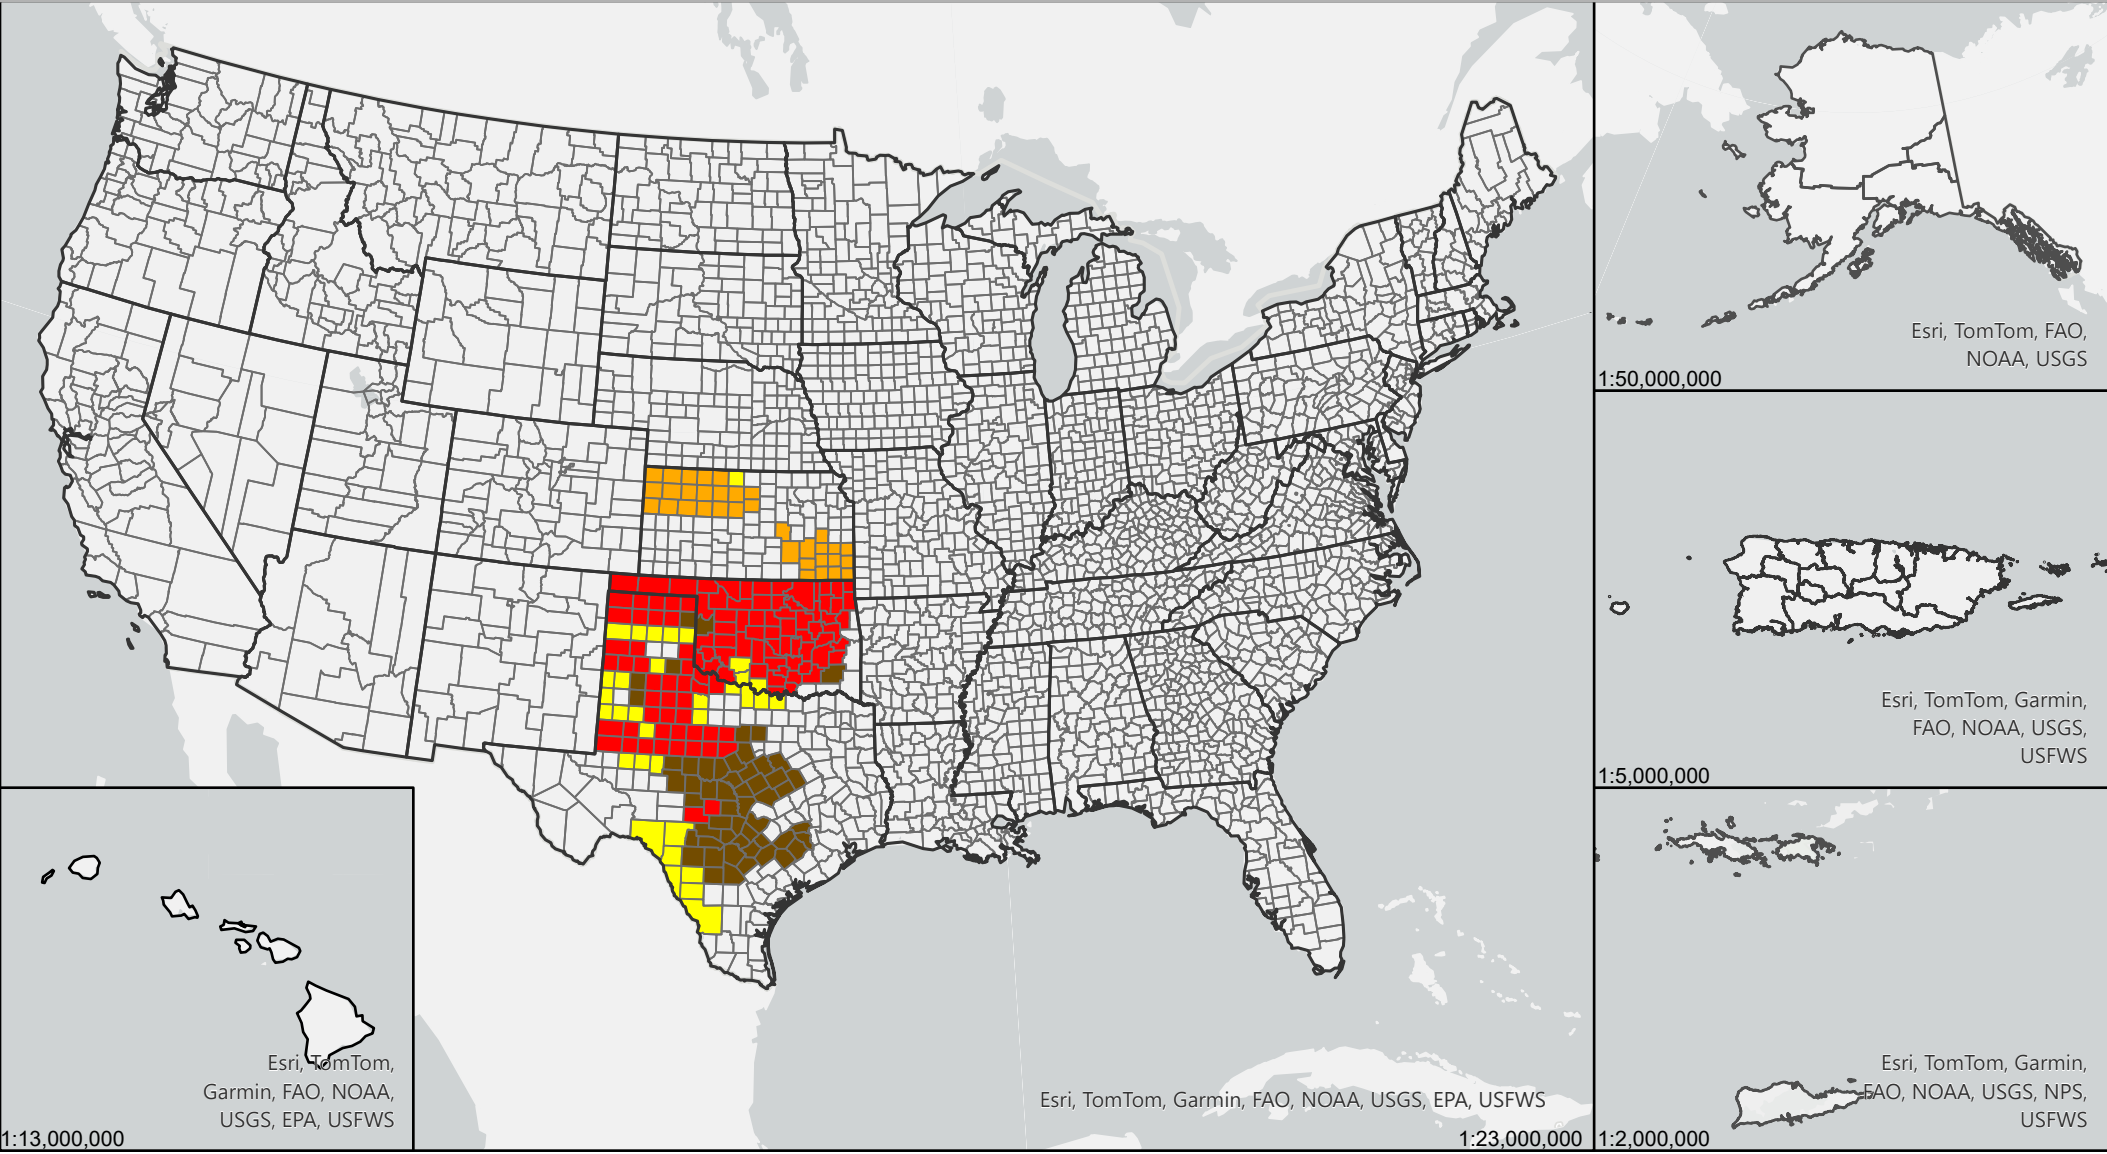 Esri, TomTom, FAO,
NOAA, USGS
1:50,000,000
Esri, TomTom, Garmin,
FAO, NOAA, USGS,
USFWS
1:5,000,000
Esri, TomTom,
Garmin, FAO, NOAA,
USGS, EPA, USFWS
1:13,000,000
Esri, TomTom, Garmin, FAO, NOAA, USGS, EPA, USFWS
1:23,000,000
Esri, TomTom, Garmin,
FAO, NOAA, USGS, NPS,
USFWS
1:2,000,000